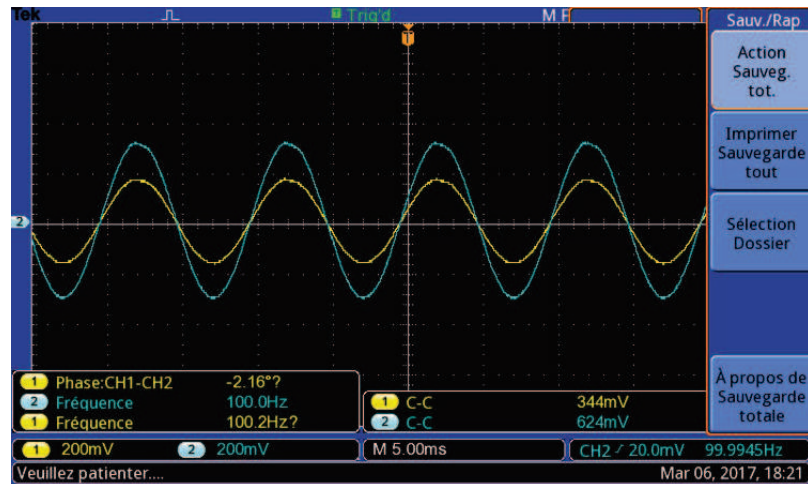 Tek
Trig'd
M P
Sauv./Rap
T
Action
Sauveg.
tot.
Imprimer
Sauvegarde
tout
2
Sélection
Dossier
À propos de
Sauvegarde
totale
1 Phase:CH1-CH2 -2.16°?
2 Fréquence 100.0Hz
1 Fréquence 100.2Hz?
1 C-C 344mV
2 C-C 624mV
1 200mV 2 200mV
M 5.00ms
CH2 20.0mV 99.9945Hz
Veuillez patienter....
Mar 06, 2017, 18:21